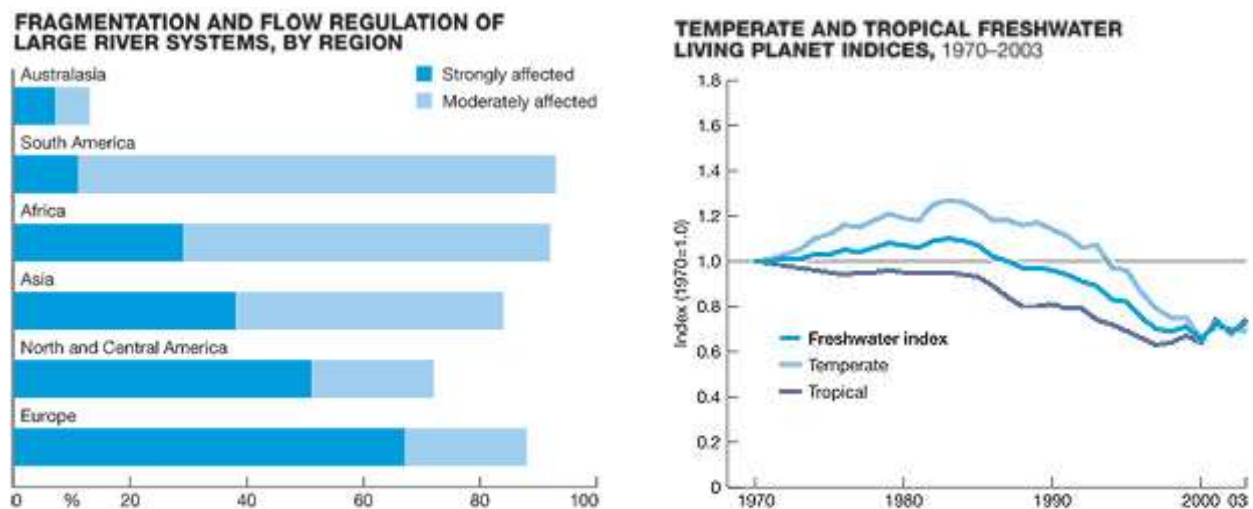 FRAGMENTATION AND FLOW REGULATION OF
LARGE RIVER SYSTEMS, BY REGION
Strongly affected
Moderately affected
Australasia
South America
Africa
Asia
North and Central America
Europe
0 % 20 40 60 80 100
TEMPERATE AND TROPICAL FRESHWATER
LIVING PLANET INDICES, 1970–2003
Index (1970=1.0)
1.8
1.6
1.4
1.2
1.0
0.8
0.6
0.4
0.2
0
Freshwater index
Temperate
Tropical
1970 1980 1990 2000 03